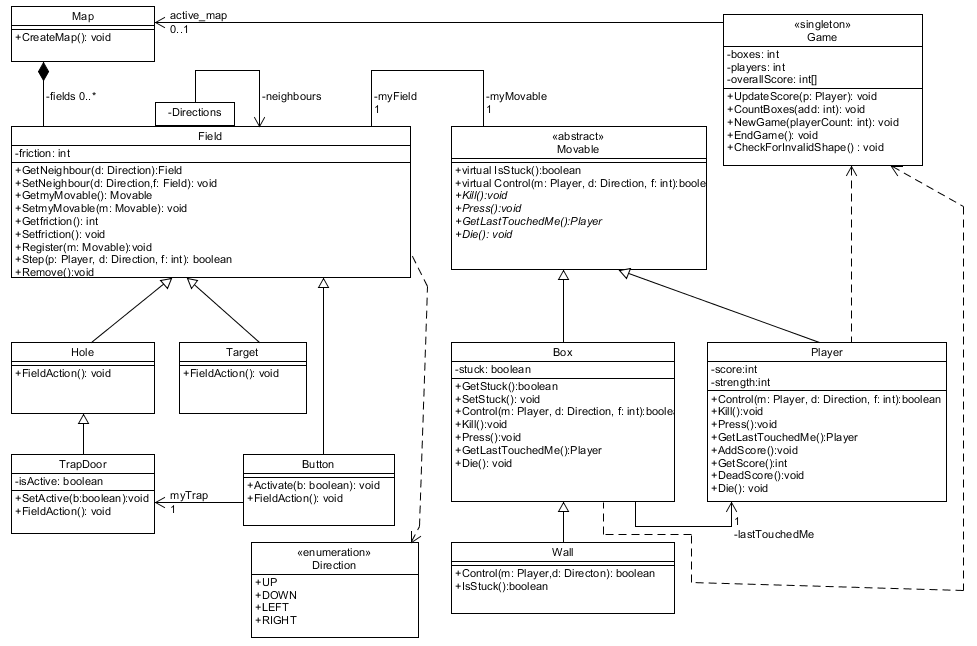 Map
+CreateMap(): void
active_map
0..1
«singleton»
Game
-boxes: int
-players: int
-overallScore: int[]
+UpdateScore(p: Player): void
+CountBoxes(add: int): void
+NewGame(playerCount: int): void
+EndGame(): void
+CheckForInvalidShape() : void
-fields 0..*
-Directions
-neighbours
-myField
1
-myMovable
1
Field
-friction: int
+GetNeighbour(d: Direction):Field
+SetNeighbour(d: Direction,f: Field): void
+GetmyMovable(): Movable
+SetmyMovable(m: Movable): void
+Getfriction(): int
+Setfriction(): void
+Register(m: Movable):void
+Step(p: Player, d: Direction, f: int): boolean
+Remove():void
«abstract»
Movable
+virtual IsStuck():boolean
+virtual Control(m: Player, d: Direction, f: int):boole
+Kill():void
+Press():void
+GetLastTouchedMe():Player
+Die(): void
Hole
+FieldAction(): void
Target
+FieldAction(): void
Box
-stuck: boolean
+GetStuck():boolean
+SetStuck(): void
+Control(m: Player, d: Direction, f: int):boolea
+Kill():void
+Press():void
+GetLastTouchedMe():Player
+Die(): void
Player
-score:int
-strength:int
+Control(m: Player, d: Direction, f: int):boolean
+Kill():void
+Press():void
+GetLastTouchedMe():Player
+AddScore():void
+GetScore():int
+DeadScore():void
+Die(): void
TrapDoor
-isActive: boolean
+SetActive(b:boolean):void
+FieldAction(): void
myTrap
1
Button
+Activate(b: boolean): void
+FieldAction(): void
1
-lastTouchedMe
«enumeration»
Direction
+UP
+DOWN
+LEFT
+RIGHT
Wall
+Control(m: Player,d: Directon): boolean
+IsStuck():boolean